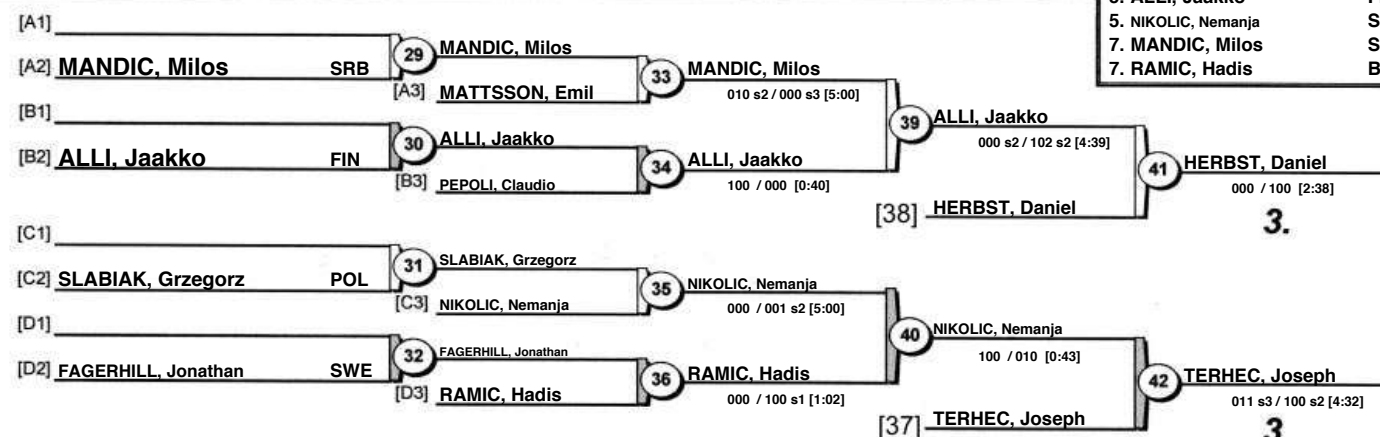 5. NIKOLIC, Nemanja S
7. MANDIC, Milos S
7. RAMIC, Hadis B
[A1]
[A2] MANDIC, Milos SRB
29
MANDIC, Milos
[A3] MATTSSON, Emil
33
MANDIC, Milos
010 s2 / 000 s3 [5:00]
[B1]
[B2] ALLI, Jaakko FIN
30
ALLI, Jaakko
[B3] PEPOLI, Claudio
34
ALLI, Jaakko
100 / 000 [0:40]
39
ALLI, Jaakko
000 s2 / 102 s2 [4:39]
[38] HERBST, Daniel
41
HERBST, Daniel
000 / 100 [2:38]
3.
[C1]
[C2] SLABIAK, Grzegorz POL
31
SLABIAK, Grzegorz
[C3] NIKOLIC, Nemanja
35
NIKOLIC, Nemanja
000 / 001 s2 [5:00]
[D1]
[D2] FAGERHILL, Jonathan SWE
32
FAGERHILL, Jonathan
[D3] RAMIC, Hadis
36
RAMIC, Hadis
000 / 100 s1 [1:02]
40
NIKOLIC, Nemanja
100 / 010 [0:43]
[37] TERHEC, Joseph
42
TERHEC, Joseph
011 s3 / 100 s2 [4:32]
3